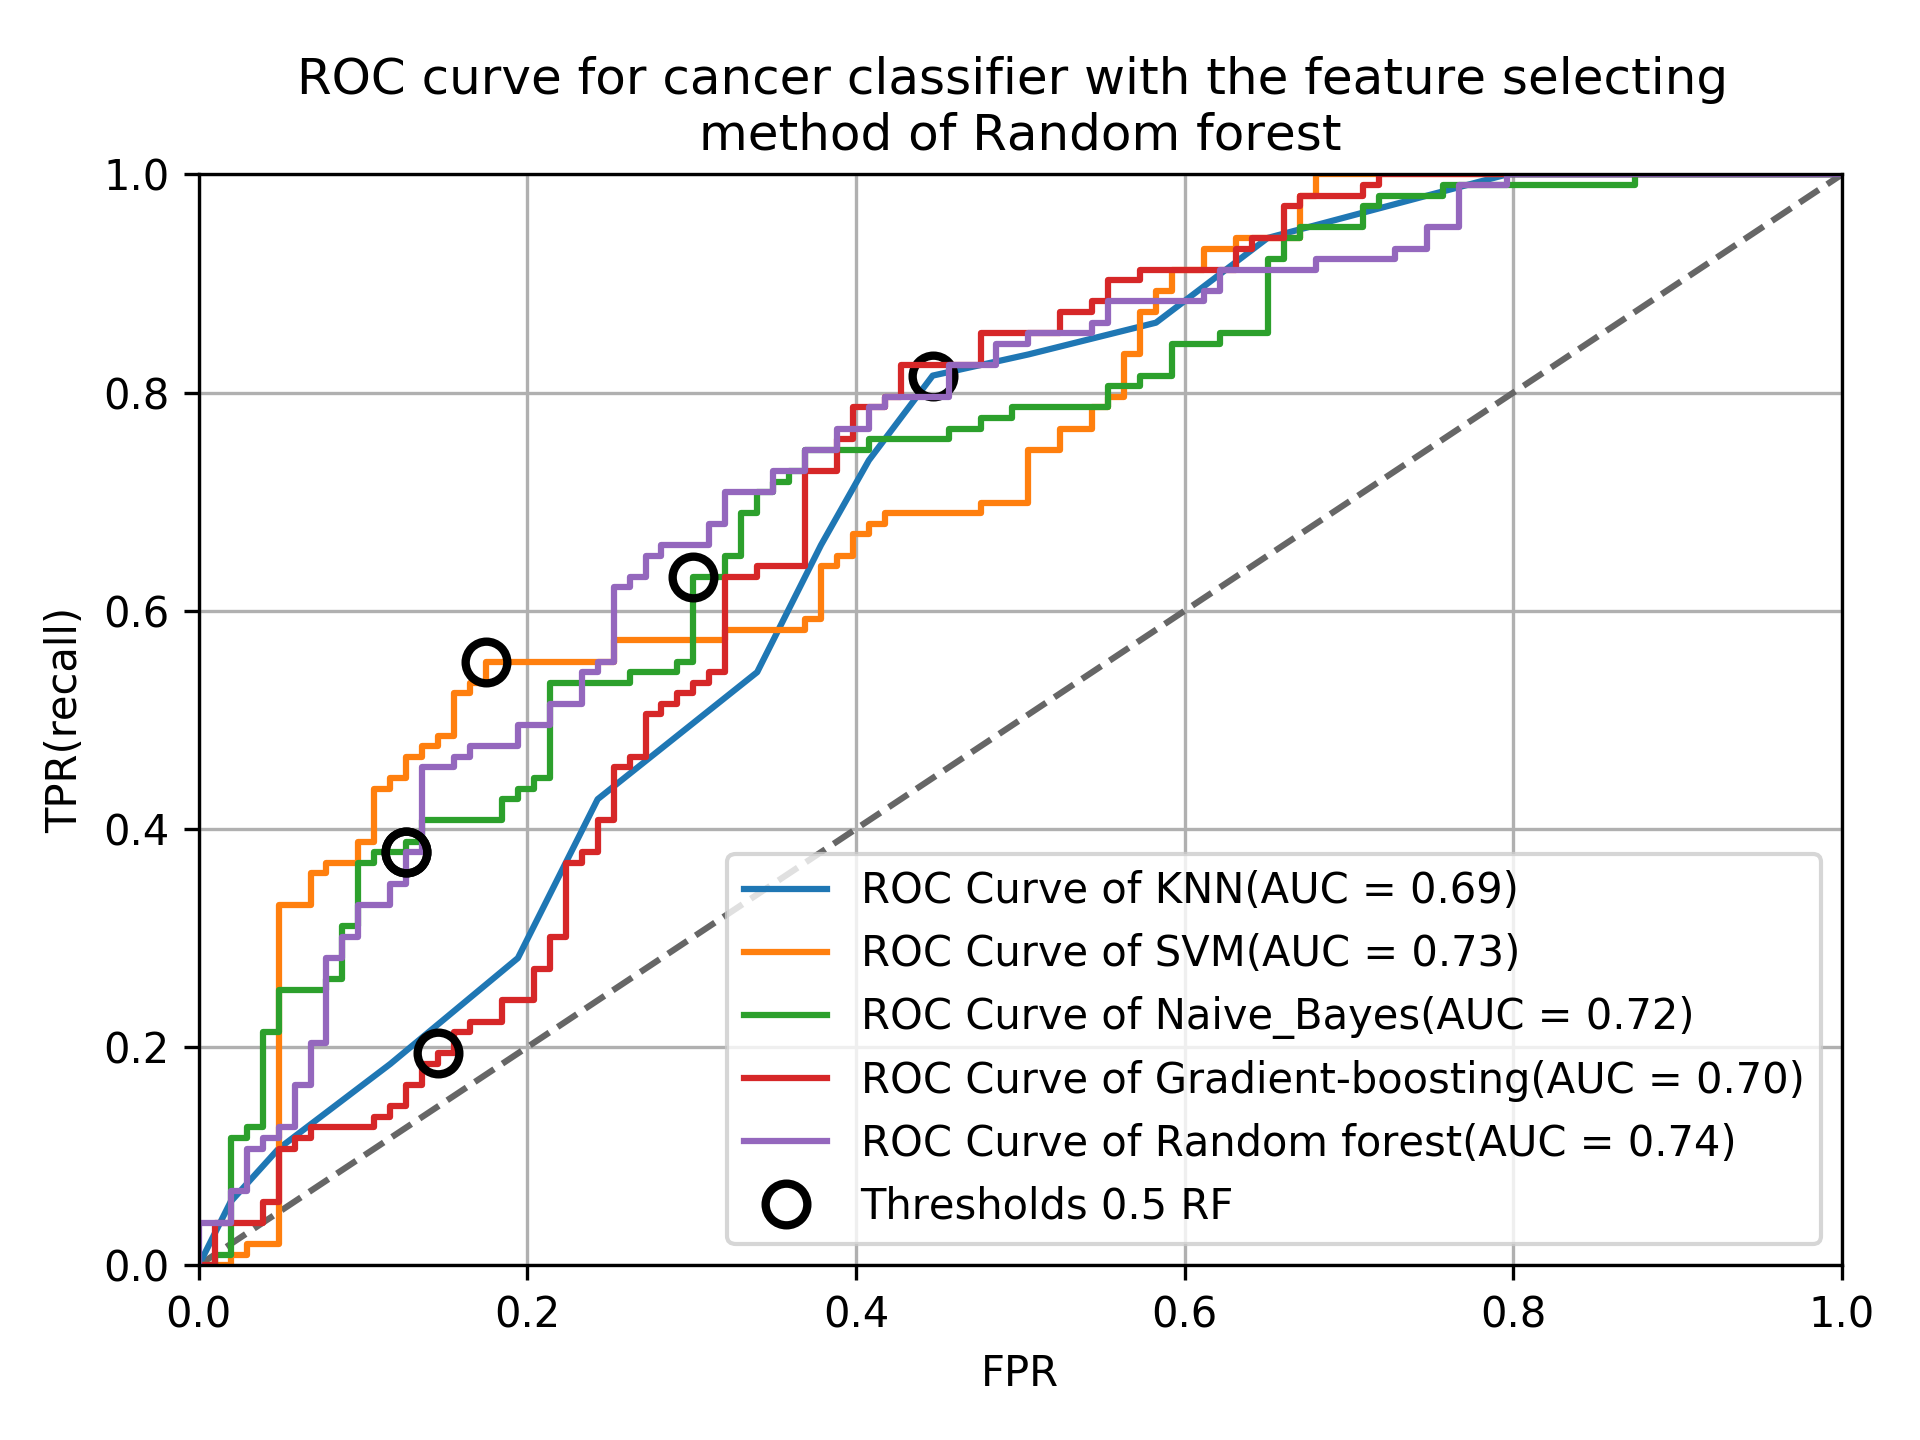 ROC curve for cancer classifier with the feature selecting
method of Random forest
1.0
0.8
0.6
0.4
0.2
0.0
TPR(recall)
ROC Curve of KNN(AUC = 0.69)
ROC Curve of SVM(AUC = 0.73)
ROC Curve of Naive_Bayes(AUC = 0.72)
ROC Curve of Gradient-boosting(AUC = 0.70)
ROC Curve of Random forest(AUC = 0.74)
Thresholds 0.5 RF
0.0 0.2 0.4 0.6 0.8 1.0
FPR